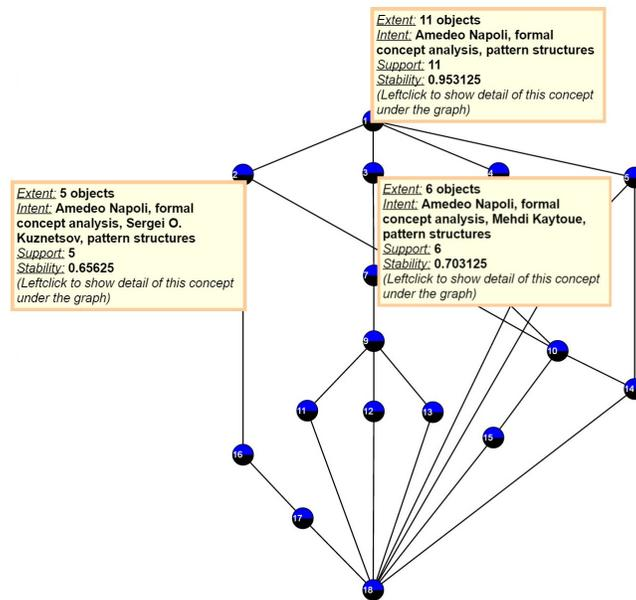 Extent: 11 objects
Intent: Amedeo Napoli, formal
concept analysis, pattern structures
Support: 11
Stability: 0.953125
(Leftclick to show detail of this concept
under the graph)
1
2
3
4
5
Extent: 5 objects
Intent: Amedeo Napoli, formal
concept analysis, Sergei O.
Kuznetsov, pattern structures
Support: 5
Stability: 0.65625
(Leftclick to show detail of this concept
under the graph)
Extent: 6 objects
Intent: Amedeo Napoli, formal
concept analysis, Mehdi Kaytoue,
pattern structures
Support: 6
Stability: 0.703125
(Leftclick to show detail of this concept
under the graph)
7
9
10
14
11
12
13
15
16
17
18